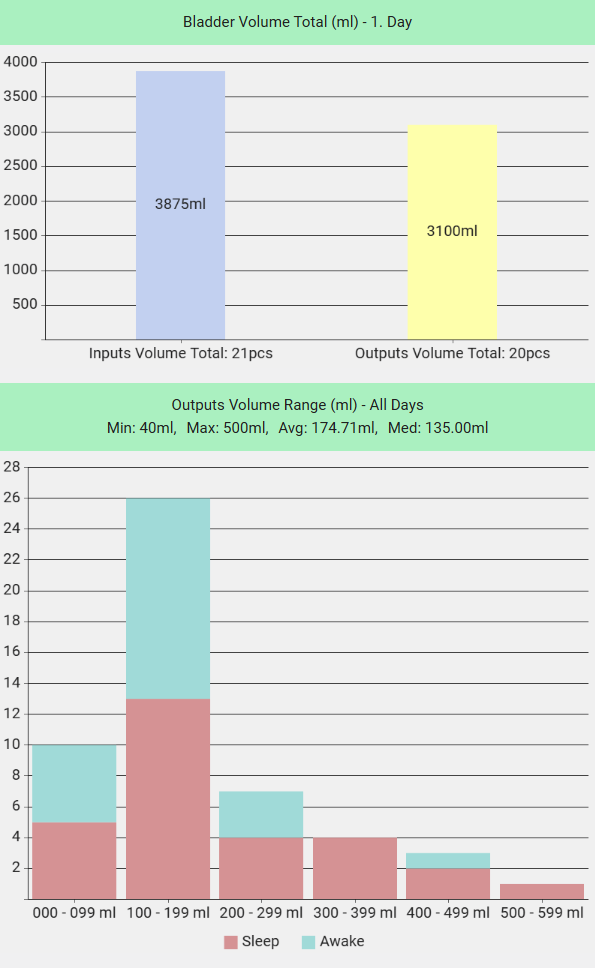 Bladder Volume Total (ml) - 1. Day
4000
3500
3000
2500
2000
1500
1000
500
3875ml
3100ml
Inputs Volume Total: 21pcs
Outputs Volume Total: 20pcs
Outputs Volume Range (ml) - All Days
Min: 40ml, Max: 500ml, Avg: 174.71ml, Med: 135.00ml
28
26
24
22
20
18
16
14
12
10
8
6
4
2
000 - 099 ml
100 - 199 ml
200 - 299 ml
300 - 399 ml
400 - 499 ml
500 - 599 ml
Sleep
Awake